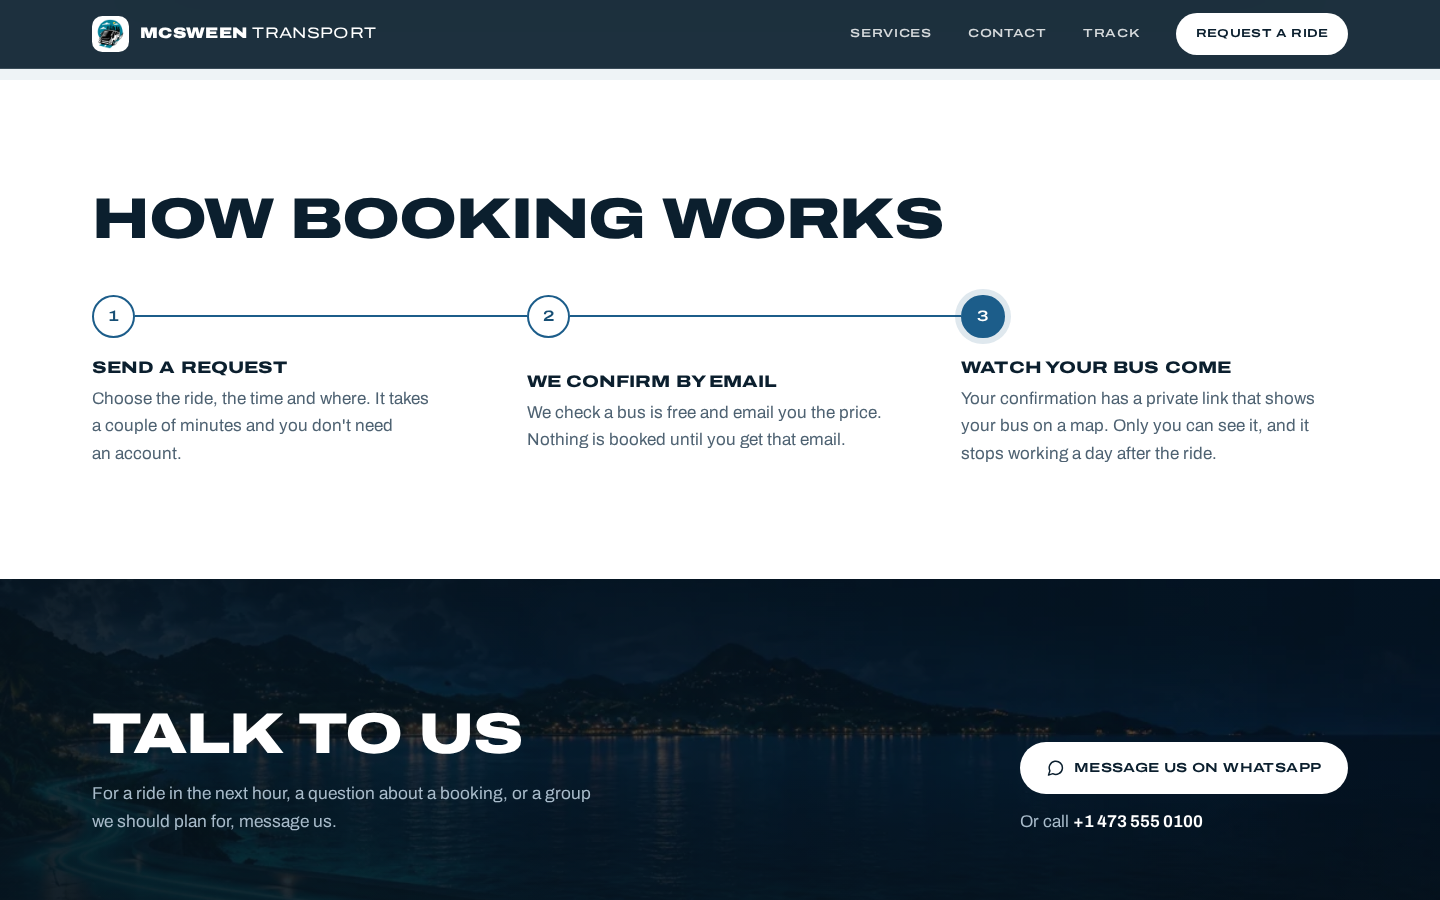 MCSWEEN TRANSPORT
SERVICES
CONTACT
TRACK
REQUEST A RIDE
HOW BOOKING WORKS
1
2
3
SEND A REQUEST
Choose the ride, the time and where. It takes
a couple of minutes and you don't need
an account.
WE CONFIRM BY EMAIL
We check a bus is free and email you the price.
Nothing is booked until you get that email.
WATCH YOUR BUS COME
Your confirmation has a private link that shows
your bus on a map. Only you can see it, and it
stops working a day after the ride.
TALK TO US
For a ride in the next hour, a question about a booking, or a group
we should plan for, message us.
MESSAGE US ON WHATSAPP
Or call +1 473 555 0100